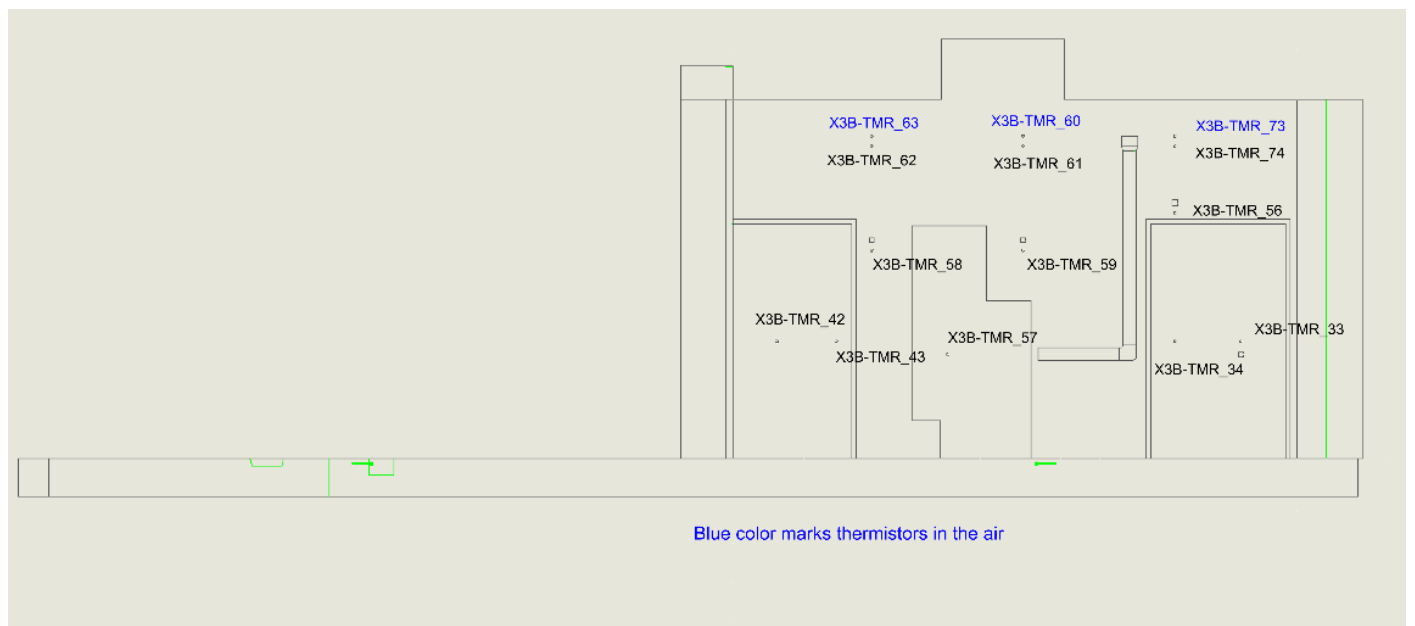 X3B-TMR_63
X3B-TMR_60
X3B-TMR_73
X3B-TMR_62
X3B-TMR_61
X3B-TMR_74
X3B-TMR_56
X3B-TMR_58
X3B-TMR_59
X3B-TMR_42
X3B-TMR_57
X3B-TMR_33
X3B-TMR_43
X3B-TMR_34
Blue color marks thermistors in the air